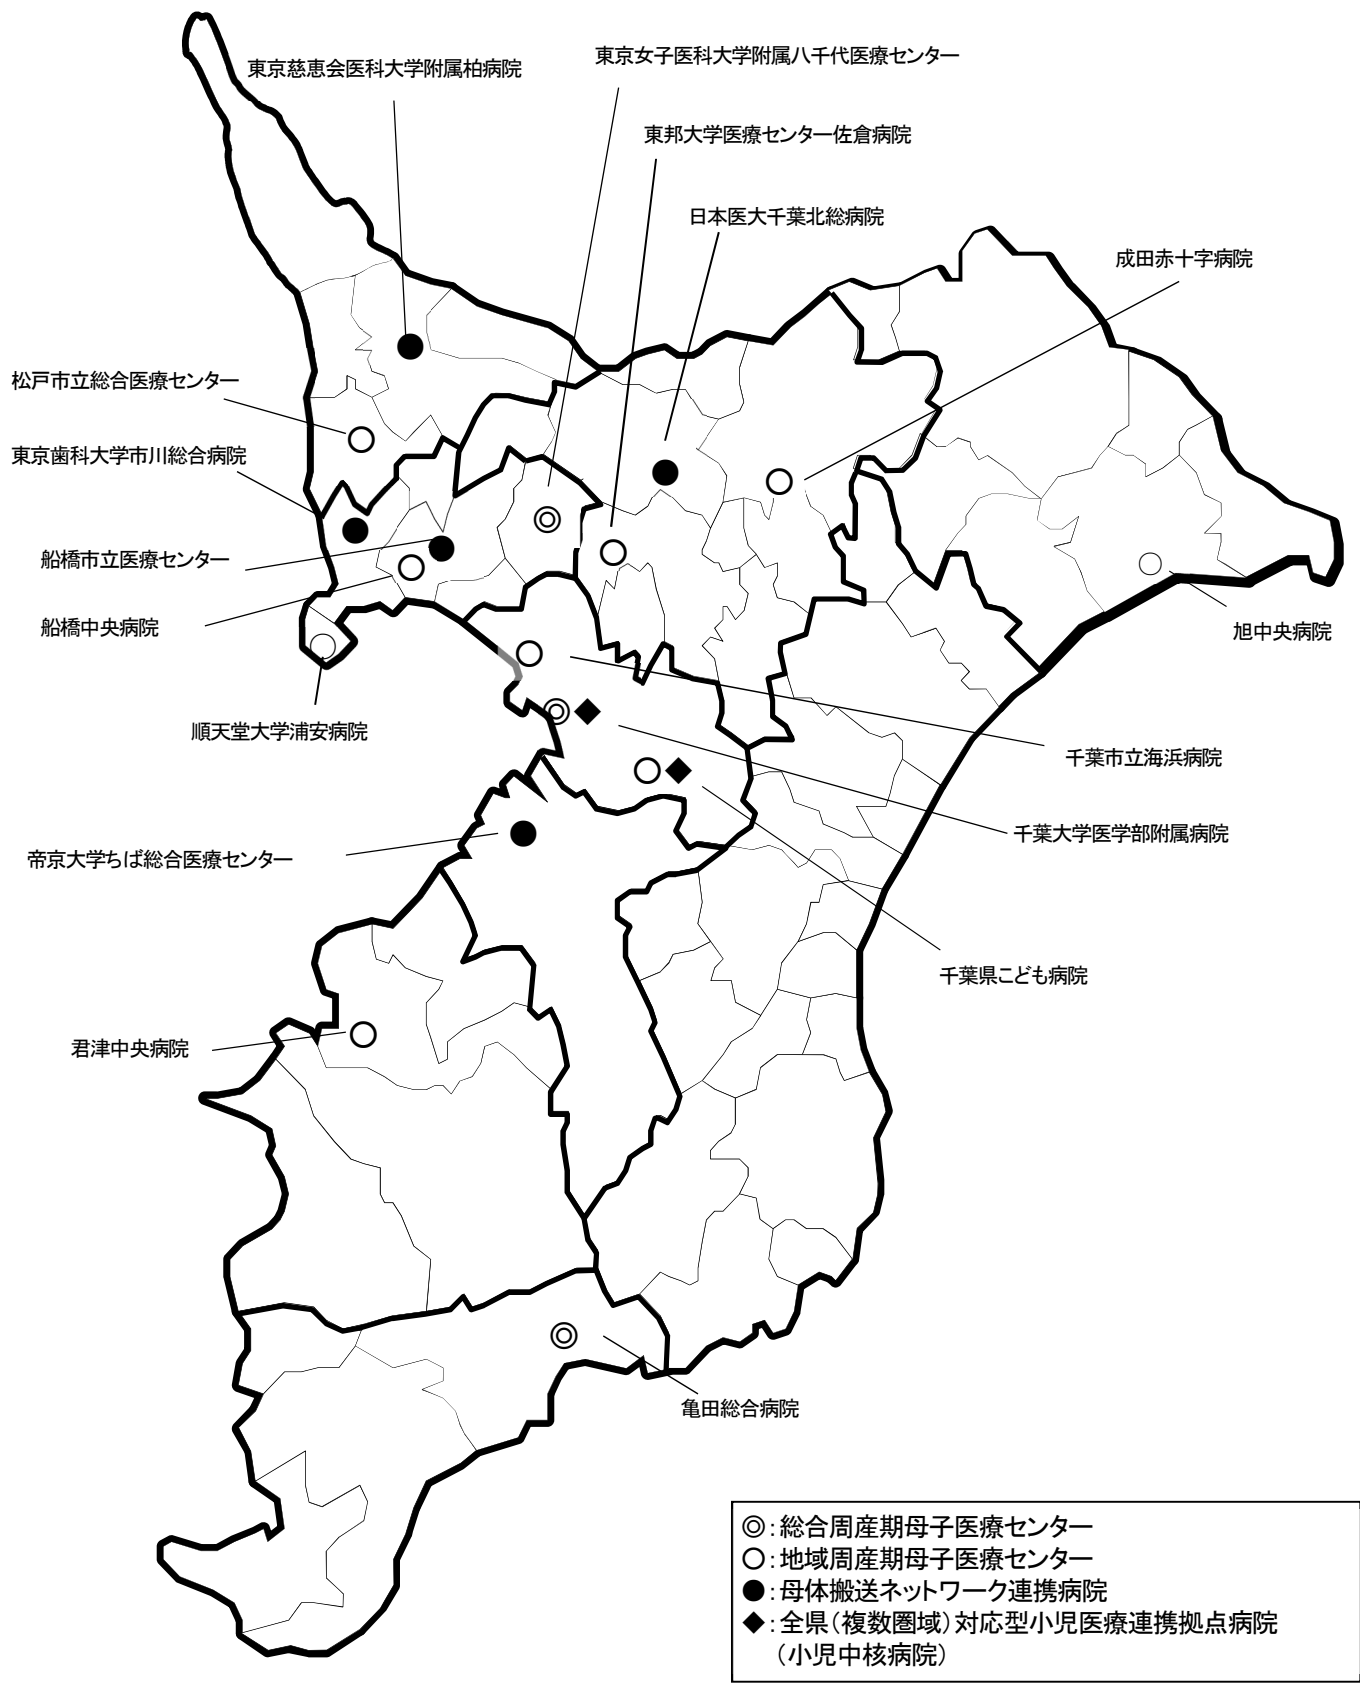 東京慈恵会医科大学附属柏病院
東京女子医科大学附属八千代医療センター
東邦大学医療センター佐倉病院
日本医大千葉北総病院
成田赤十字病院
松戸市立総合医療センター
東京歯科大学市川総合病院
船橋市立医療センター
船橋中央病院
旭中央病院
順天堂大学浦安病院
千葉市立海浜病院
千葉大学医学部附属病院
帝京大学ちば総合医療センター
千葉県こども病院
君津中央病院
亀田総合病院
◎:総合周産期母子医療センター
○:地域周産期母子医療センター
●:母体搬送ネットワーク連携病院
◆:全県(複数圏域)対応型小児医療連携拠点病院
(小児中核病院)